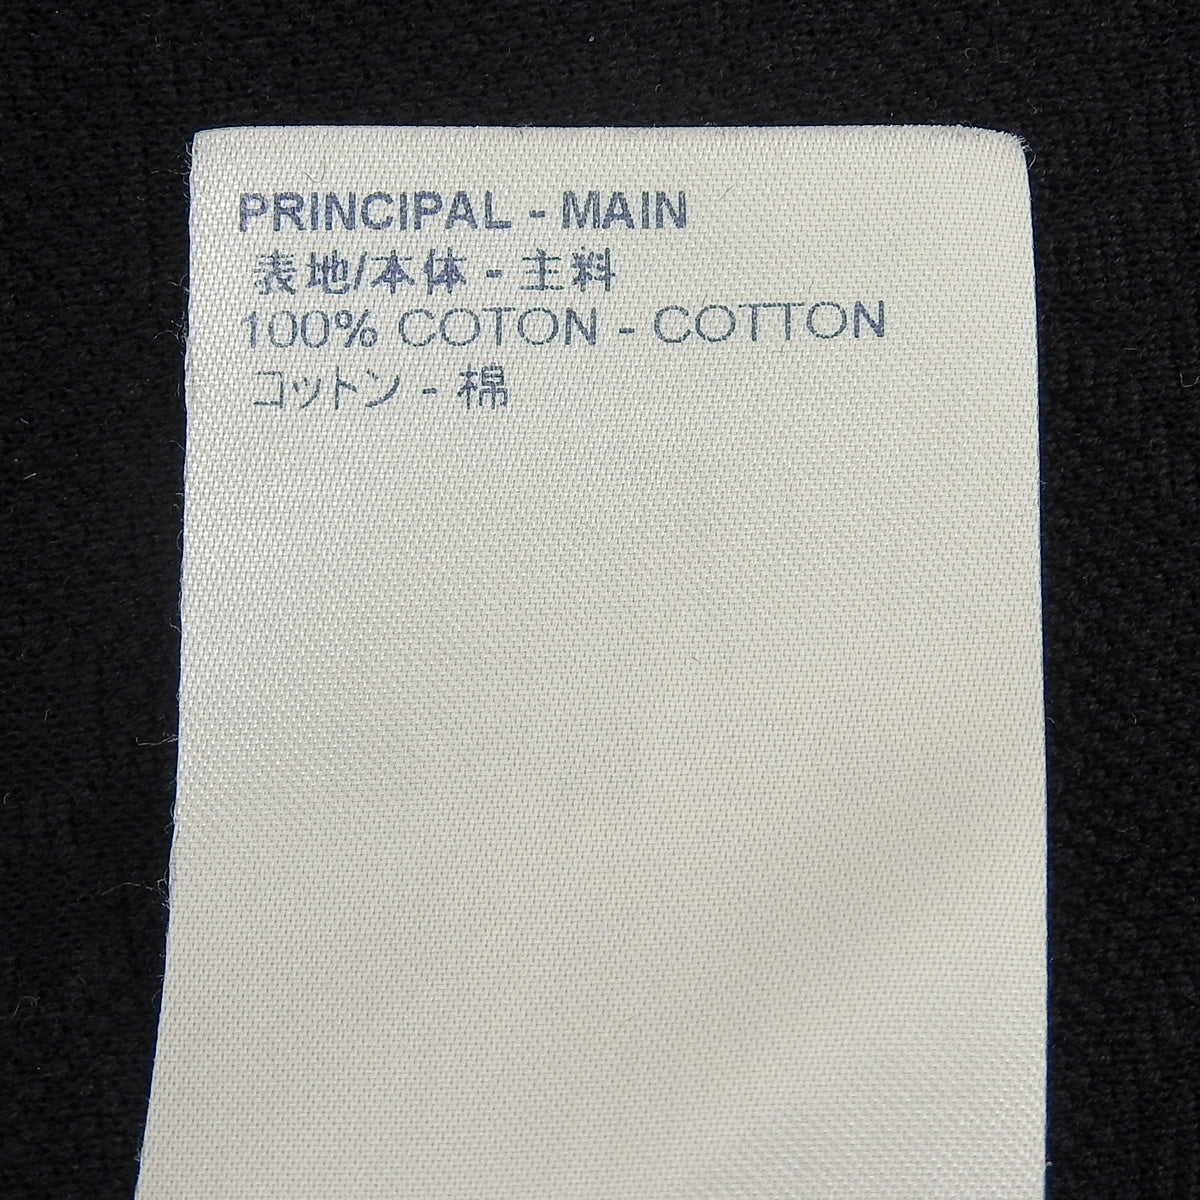 PRINCIPAL - MAIN
表地/本体 - 主料
100% COTON - COTTON
コットン - 棉